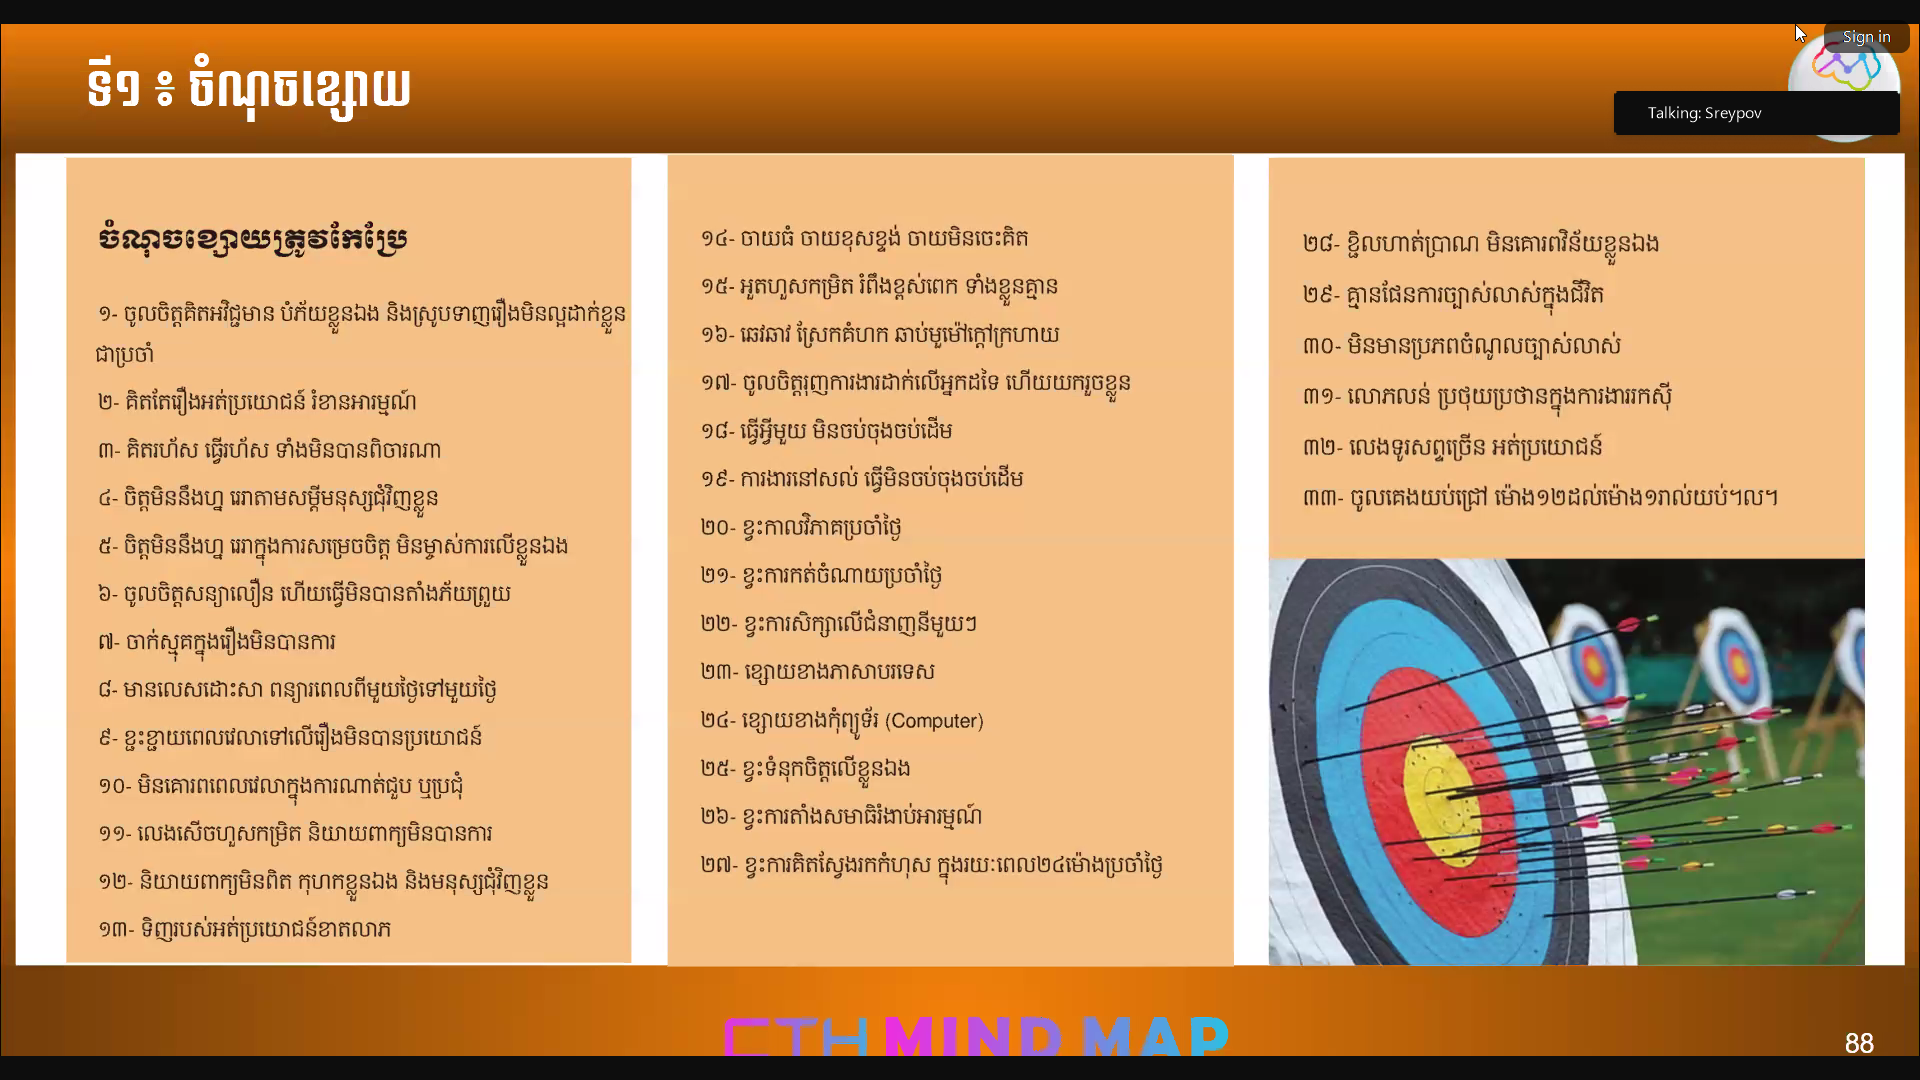 ទី១ ៖ ចំណុចខ្សោយ
Sign in
Talking: Sreypov
ចំណុចខ្សោយត្រូវកែប្រែ
១- ចូលចិត្តគិតអវិជ្ជមាន បំភ័យខ្លួនឯង និងស្រូបទាញរឿងមិនល្អដាក់ខ្លួន
ជាប្រចាំ
២- គិតតែរឿងអត់ប្រយោជន៍ រំខានអារម្មណ៍
៣- គិតរហ័ស ធ្វើរហ័ស ទាំងមិនបានពិចារណា
៤- ចិត្តមិននឹងហ្ន រេរាតាមសម្ដីមនុស្សជុំវិញខ្លួន
៥- ចិត្តមិននឹងហ្ន រេរាក្នុងការសម្រេចចិត្ត មិនម្ចាស់ការលើខ្លួនឯង
៦- ចូលចិត្តសន្យាលឿន ហើយធ្វើមិនបានតាំងភ័យព្រួយ
៧- ចាក់ស្មុគក្នុងរឿងមិនបានការ
៨- មានលេសដោះសា ពន្យារពេលពីមួយថ្ងៃទៅមួយថ្ងៃ
៩- ខ្ជះខ្ជាយពេលវេលាទៅលើរឿងមិនបានប្រយោជន៍
១០- មិនគោរពពេលវេលាក្នុងការណាត់ជួប ឬប្រជុំ
១១- លេងសើចហួសកម្រិត និយាយពាក្យមិនបានការ
១២- និយាយពាក្យមិនពិត កុហកខ្លួនឯង និងមនុស្សជុំវិញខ្លួន
១៣- ទិញរបស់អត់ប្រយោជន៍ខាតលាភ
១៤- ចាយធំ ចាយខុសខ្ទង់ ចាយមិនចេះគិត
១៥- អួតហួសកម្រិត រំពឹងខ្ពស់ពេក ទាំងខ្លួនគ្មាន
១៦- ឆេវឆាវ ស្រែកគំហក ឆាប់មួម៉ៅក្ដៅក្រហាយ
១៧- ចូលចិត្តរុញការងារដាក់លើអ្នកដទៃ ហើយយករួចខ្លួន
១៨- ធ្វើអ្វីមួយ មិនចប់ចុងចប់ដើម
១៩- ការងារនៅសល់ ធ្វើមិនចប់ចុងចប់ដើម
២០- ខ្វះកាលវិភាគប្រចាំថ្ងៃ
២១- ខ្វះការកត់ចំណាយប្រចាំថ្ងៃ
២២- ខ្វះការសិក្សាលើជំនាញនីមួយៗ
២៣- ខ្សោយខាងភាសាបរទេស
២៤- ខ្សោយខាងកុំព្យូទ័រ (Computer)
២៥- ខ្វះទំនុកចិត្តលើខ្លួនឯង
២៦- ខ្វះការតាំងសមាធិរំងាប់អារម្មណ៍
២៧- ខ្វះការគិតស្វែងរកកំហុស ក្នុងរយៈពេល២៤ម៉ោងប្រចាំថ្ងៃ
២៨- ខ្ជិលហាត់ប្រាណ មិនគោរពវិន័យខ្លួនឯង
២៩- គ្មានផែនការច្បាស់លាស់ក្នុងជីវិត
៣០- មិនមានប្រភពចំណូលច្បាស់លាស់
៣១- លោភលន់ ប្រថុយប្រថានក្នុងការងាររកស៊ី
៣២- លេងទូរសព្ទច្រើន អត់ប្រយោជន៍
៣៣- ចូលគេងយប់ជ្រៅ ម៉ោង១២ដល់ម៉ោង១រាល់យប់។ល។
CTH MIND MAP
88